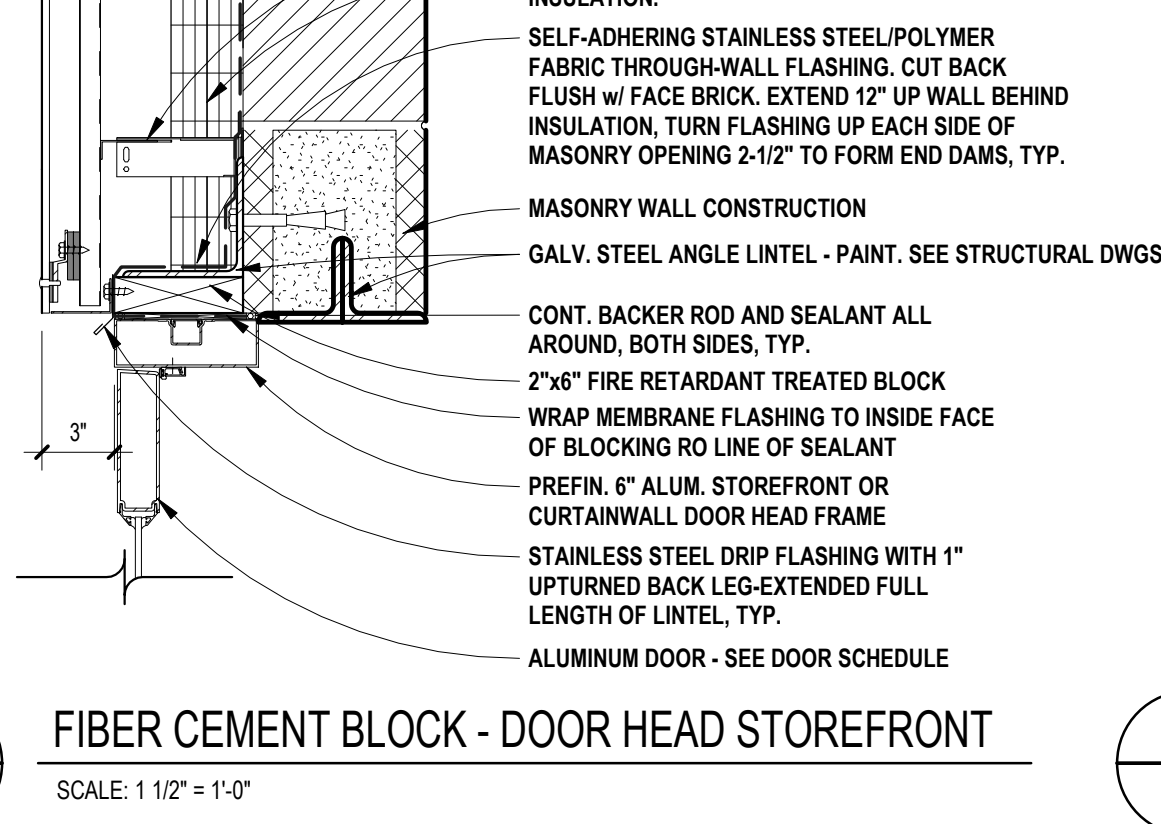 INSULATION.
SELF-ADHERING STAINLESS STEEL/POLYMER
FABRIC THROUGH-WALL FLASHING. CUT BACK
FLUSH w/ FACE BRICK. EXTEND 12" UP WALL BEHIND
INSULATION, TURN FLASHING UP EACH SIDE OF
MASONRY OPENING 2-1/2" TO FORM END DAMS, TYP.
MASONRY WALL CONSTRUCTION
GALV. STEEL ANGLE LINTEL - PAINT. SEE STRUCTURAL DWGS
CONT. BACKER ROD AND SEALANT ALL
AROUND, BOTH SIDES, TYP.
2"x6" FIRE RETARDANT TREATED BLOCK
WRAP MEMBRANE FLASHING TO INSIDE FACE
OF BLOCKING RO LINE OF SEALANT
3"
PREFIN. 6" ALUM. STOREFRONT OR
CURTAINWALL DOOR HEAD FRAME
STAINLESS STEEL DRIP FLASHING WITH 1"
UPTURNED BACK LEG-EXTENDED FULL
LENGTH OF LINTEL, TYP.
ALUMINUM DOOR - SEE DOOR SCHEDULE
FIBER CEMENT BLOCK - DOOR HEAD STOREFRONT
SCALE: 1 1/2" = 1'-0"